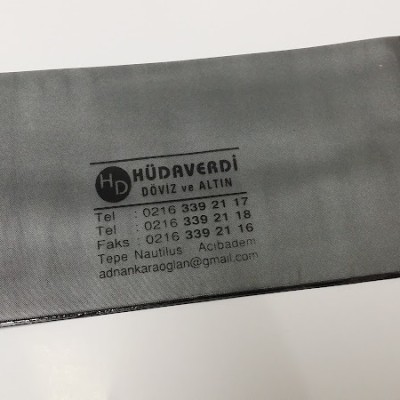 HD HÜDAVERDİ
DÖVİZ ve ALTIN
Tel : 0216 339 21 17
Tel : 0216 339 21 18
Faks : 0216 339 21 16
Tepe Nautilus Acıbadem
adnankaraoglan@gmail.com